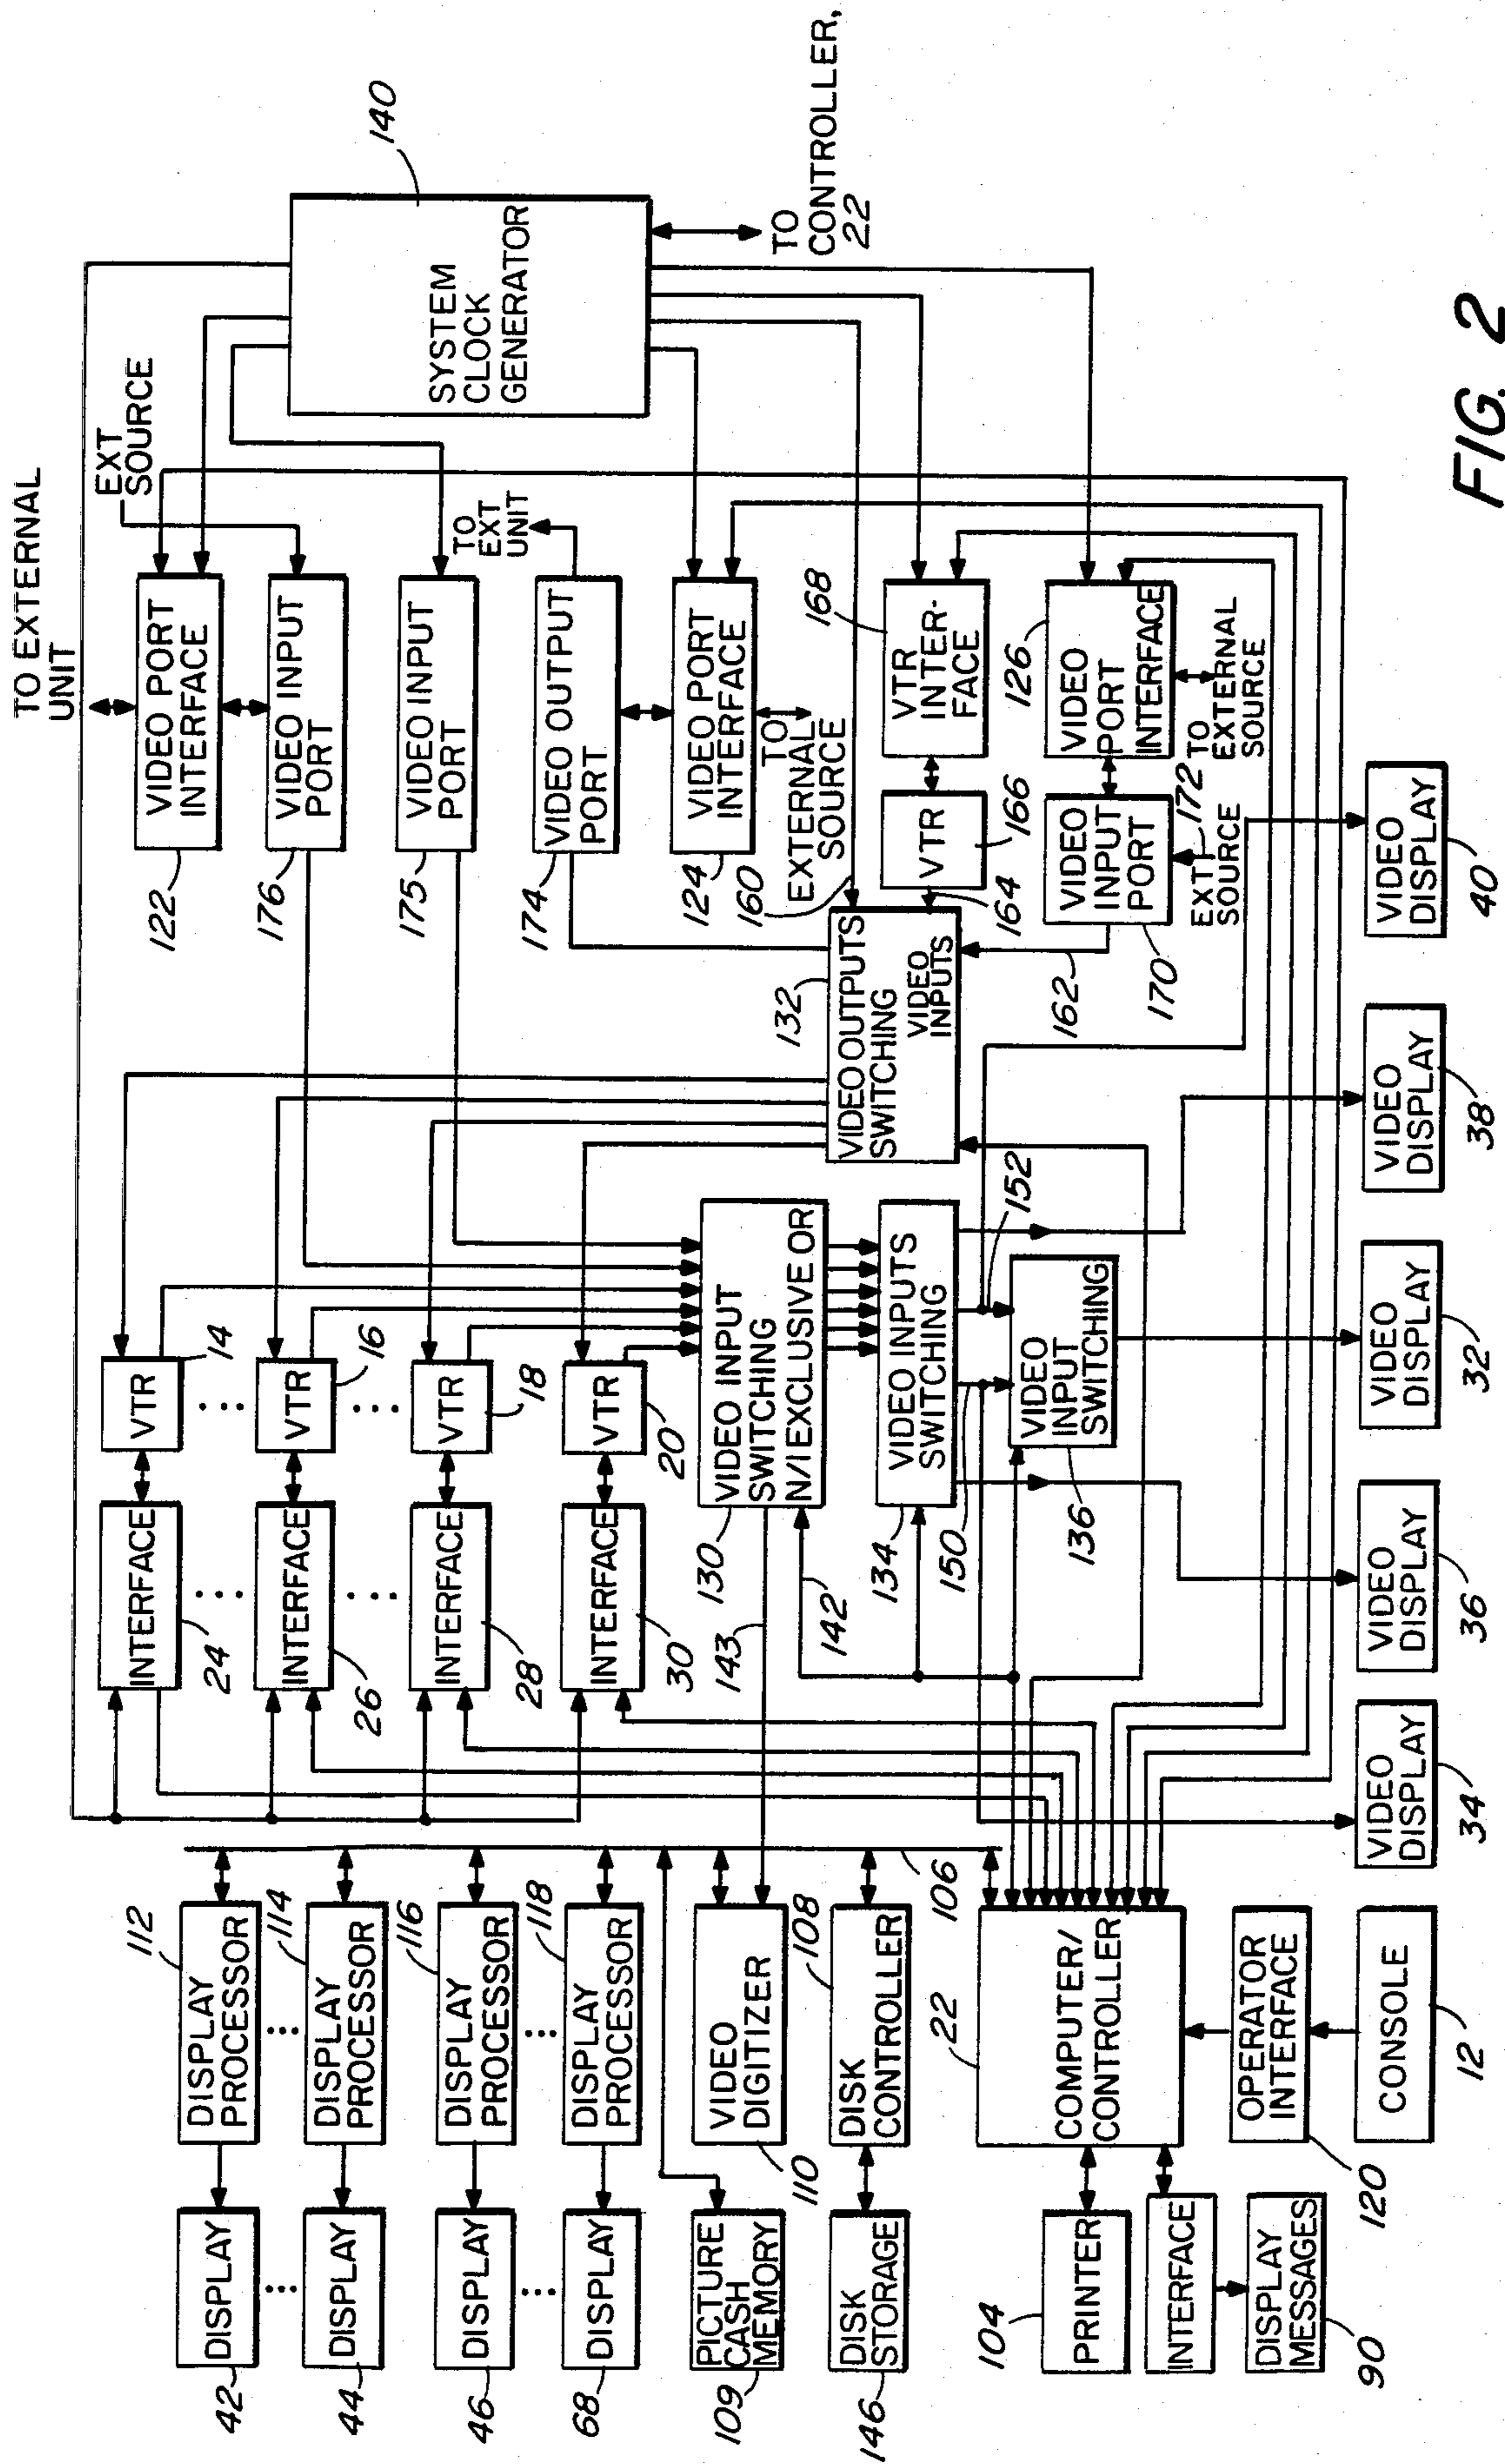 TO EXTERNAL
UNIT
EXT
SOURCE
VIDEO PORT
INTERFACE
122
VIDEO INPUT
PORT
176
VIDEO INPUT
PORT
175
TO
EXT
UNIT
VIDEO OUTPUT
PORT
174
VIDEO PORT
INTERFACE
124
TO
EXTERNAL
SOURCE
160
SYSTEM
CLOCK
GENERATOR
140
TO
CONTROLLER,
22
VTR
INTER-
FACE
168
VTR
166
164
VIDEO
PORT
INTERFACE
126
TO
EXTERNAL
SOURCE
VIDEO
INPUT
PORT
170
172
EXT
SOURCE
162
VIDEO OUTPUTS
SWITCHING
VIDEO
INPUTS
132
INTERFACE
24
VTR
14
INTERFACE
26
VTR
16
INTERFACE
28
VTR
18
INTERFACE
30
VTR
20
VIDEO INPUT
SWITCHING
N/I EXCLUSIVE OR
130
142
143
VIDEO INPUTS
SWITCHING
134
150
152
VIDEO
INPUT
SWITCHING
136
DISPLAY
42
DISPLAY
PROCESSOR
112
DISPLAY
44
DISPLAY
PROCESSOR
114
DISPLAY
46
DISPLAY
PROCESSOR
116
DISPLAY
68
DISPLAY
PROCESSOR
118
PICTURE
CASH
MEMORY
109
VIDEO
DIGITIZER
110
DISK
STORAGE
146
DISK
CONTROLLER
108
106
COMPUTER/
CONTROLLER
22
PRINTER
104
INTERFACE
DISPLAY
MESSAGES
90
OPERATOR
INTERFACE
120
CONSOLE
12
VIDEO
DISPLAY
34
VIDEO
DISPLAY
36
VIDEO
DISPLAY
32
VIDEO
DISPLAY
38
VIDEO
DISPLAY
40
FIG. 2